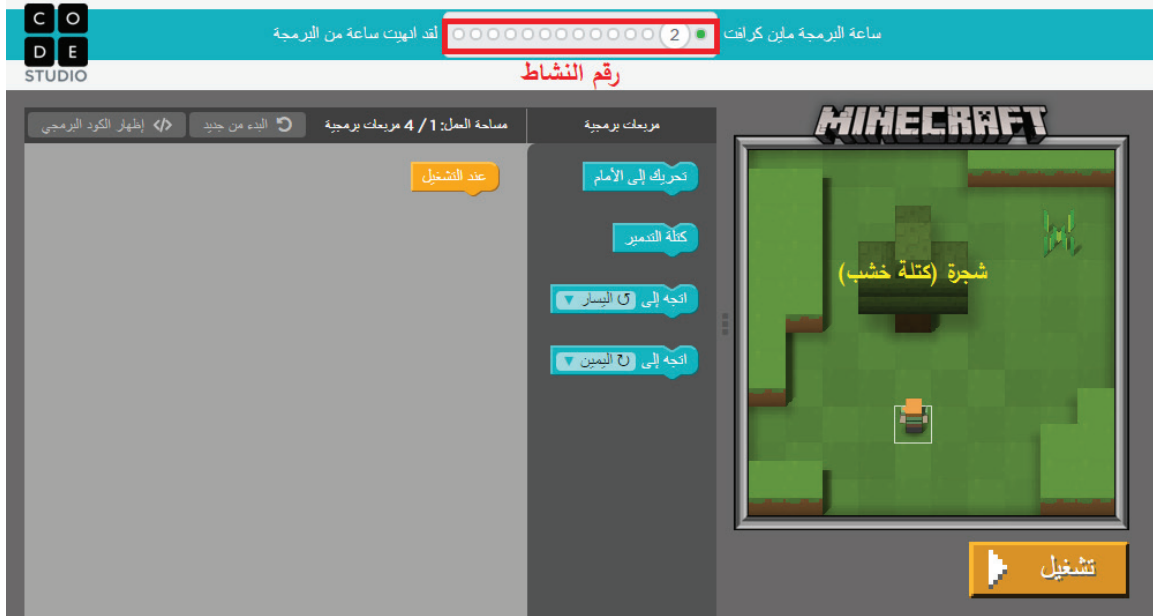 CODE
STUDIO
ساعة البرمجة ماين كرافت
2
لقد انهيت ساعة من البرمجة
رقم النشاط
MINECRAFT
مربعات برمجية
مساحة العمل: 1 / 4 مربعات برمجية
البدء من جديد
إظهار الكود البرمجي
شجرة (كتلة خشب)
تحريك إلى الأمام
كتلة التدمير
اتجه إلى اليسار
اتجه إلى اليمين
عند التشغيل
تشغيل